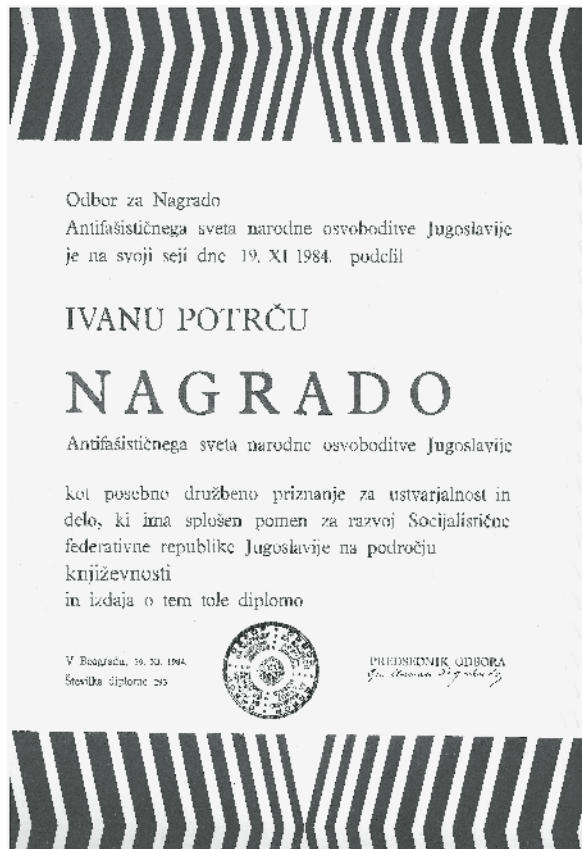 Odbor za Nagrado
Antifašističnega sveta narodne osvoboditve Jugoslavije
je na svoji seji dne 19. XI 1984. podelil
IVANU POTRČU
NAGRADO
Antifašističnega sveta narodne osvoboditve Jugoslavije
kot posebno družbeno priznanje za ustvarjalnost in
delo, ki ima splošen pomen za razvoj Socijalistične
federativne republike Jugoslavije na področju
književnosti
in izdaja o tem tole diplomo
V Beogradu, XI. 1984.
Številka diplome 293
PREDSEDNIK ODBORA